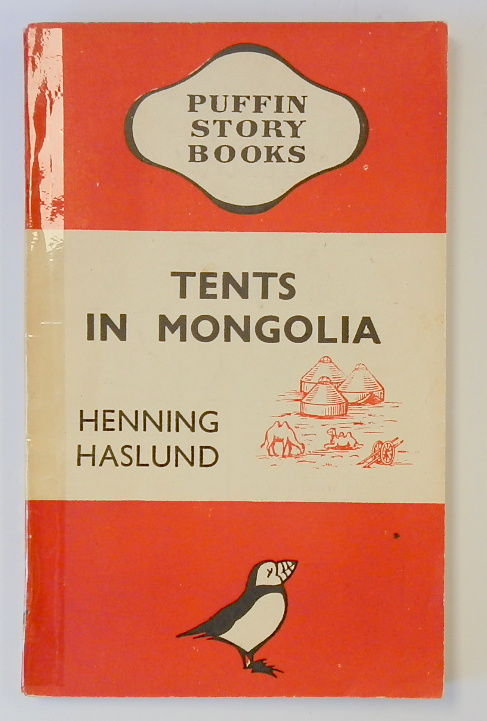 PUFFIN
STORY
BOOKS
TENTS
IN MONGOLIA
HENNING
HASLUND